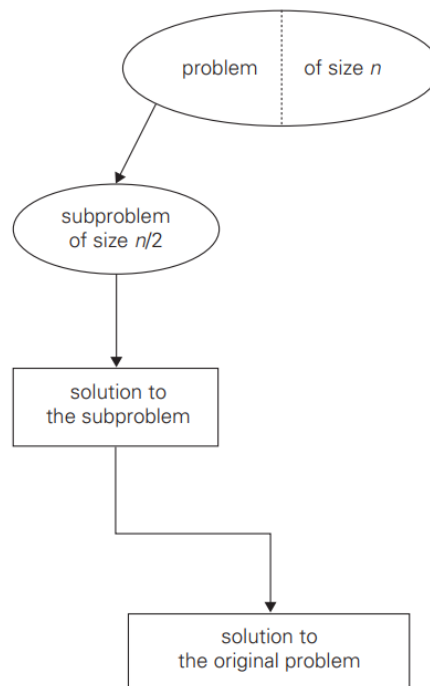 problem of size n
subproblem
of size n/2
solution to
the subproblem
solution to
the original problem